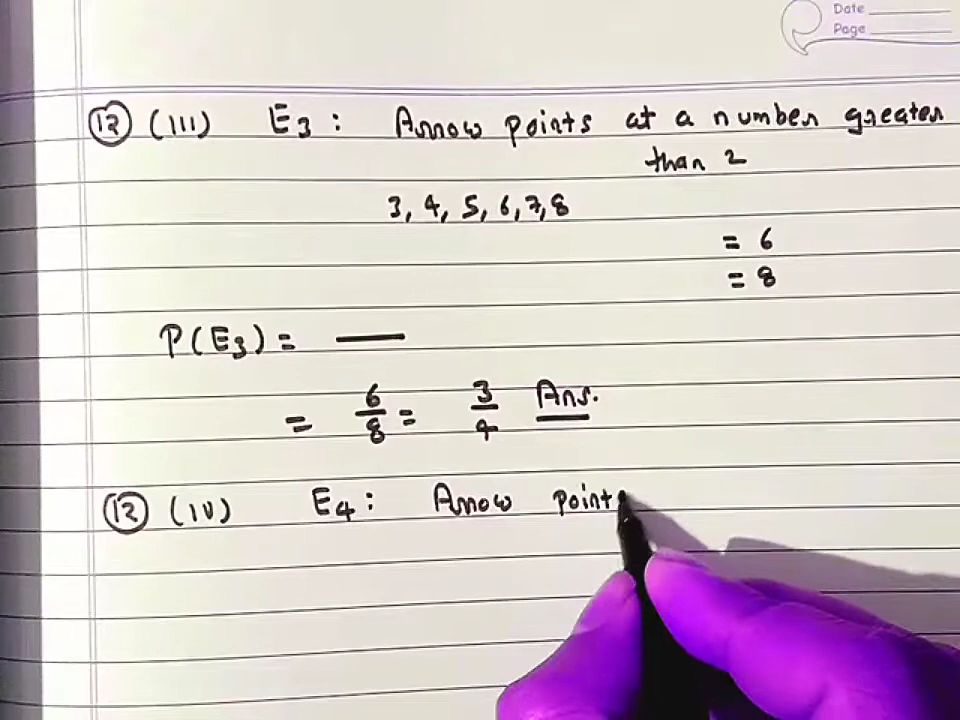 Date
Page
12 (III) E3 : Arrow points at a number greater
than 2
3, 4, 5, 6, 7, 8
= 6
= 8
P(E3) = —
= 6/8 = 3/4 Ans.
12 (IV) E4 : Arrow point